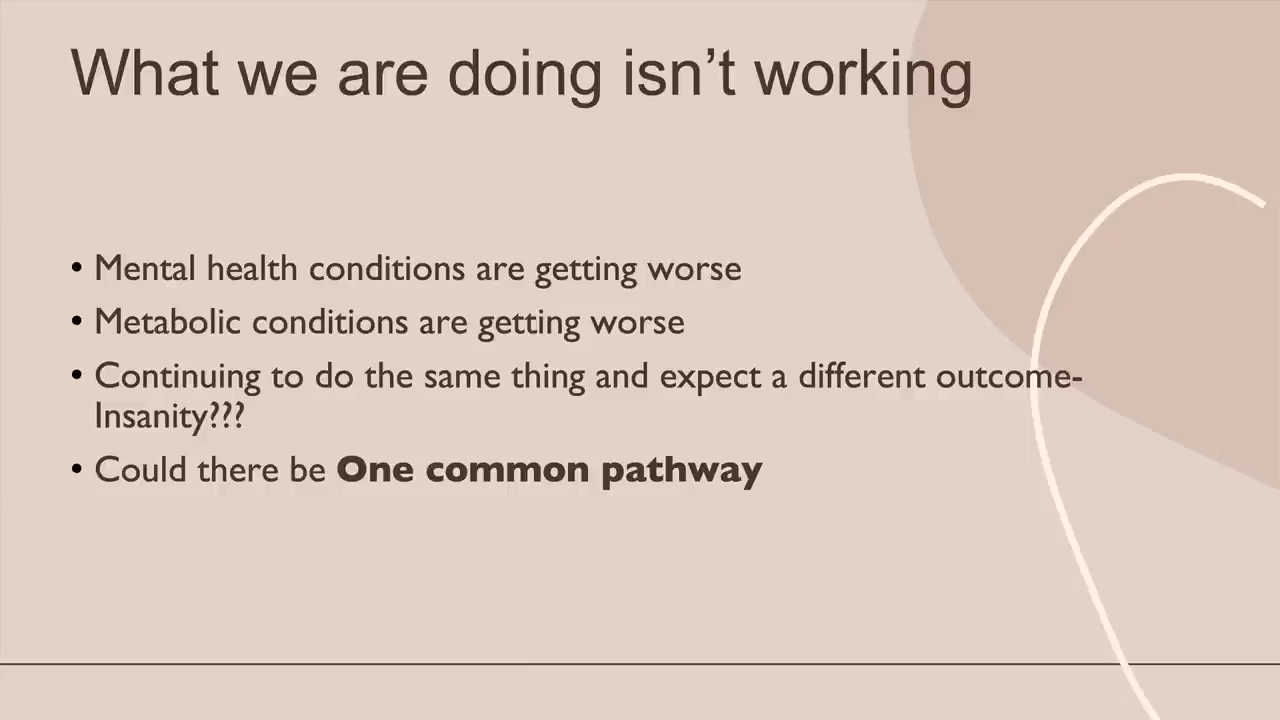 What we are doing isn’t working
• Mental health conditions are getting worse
• Metabolic conditions are getting worse
• Continuing to do the same thing and expect a different outcome-
Insanity???
• Could there be One common pathway